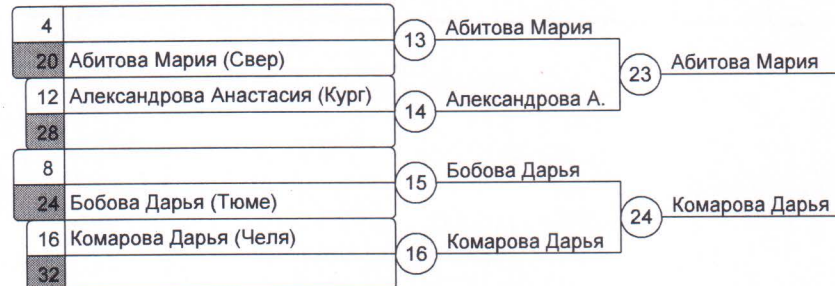 4
13 Абитова Мария
20 Абитова Мария (Свер)
23 Абитова Мария
12 Александрова Анастасия (Кург)
14 Александрова А.
28
8
15 Бобова Дарья
24 Бобова Дарья (Тюме)
24 Комарова Дарья
16 Комарова Дарья (Челя)
16 Комарова Дарья
32